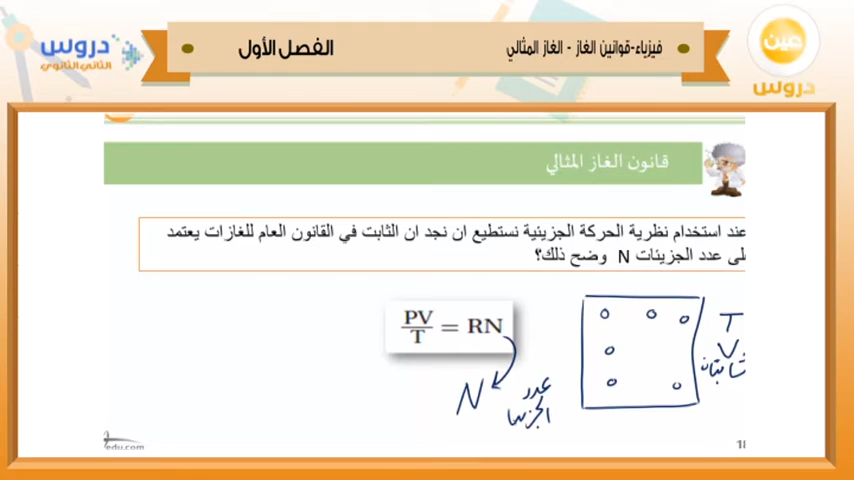 فيزياء-قوانين الغاز - الغاز المثالي
الفصل الأول
عين
دروس
دروس
الثاني الثانوي
قانون الغاز المثالي
عند استخدام نظرية الحركة الجزيئية نستطيع ان نجد ان الثابت في القانون العام للغازات يعتمد
لى عدد الجزيئات N وضح ذلك؟
PV/T = RN
T
V
ثابتان
N
عدد
edu.com
18